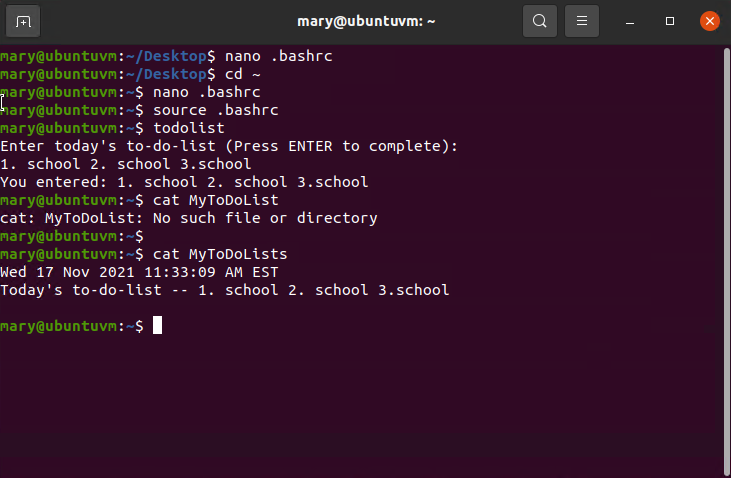 mary@ubuntuvm: ~
mary@ubuntuvm:~/Desktop$ nano .bashrc
mary@ubuntuvm:~/Desktop$ cd ~
mary@ubuntuvm:~$ nano .bashrc
mary@ubuntuvm:~$ source .bashrc
mary@ubuntuvm:~$ todolist
Enter today's to-do-list (Press ENTER to complete):
1. school 2. school 3.school
You entered: 1. school 2. school 3.school
mary@ubuntuvm:~$ cat MyToDoList
cat: MyToDoList: No such file or directory
mary@ubuntuvm:~$
mary@ubuntuvm:~$ cat MyToDoLists
Wed 17 Nov 2021 11:33:09 AM EST
Today's to-do-list -- 1. school 2. school 3.school
mary@ubuntuvm:~$